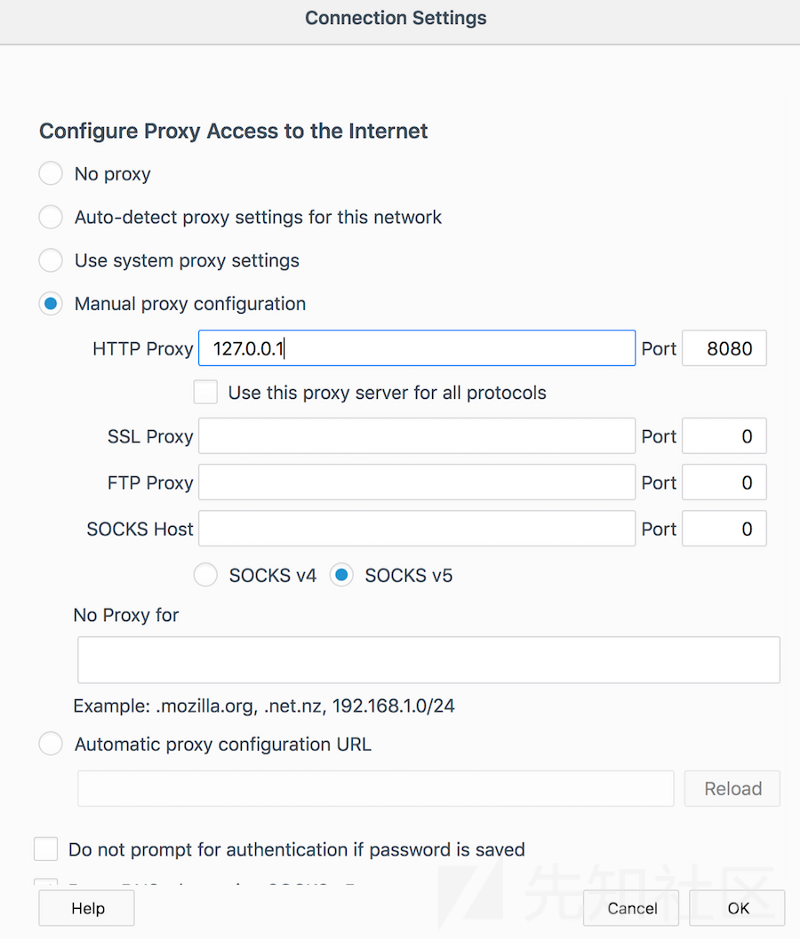 Connection Settings
Configure Proxy Access to the Internet
No proxy
Auto-detect proxy settings for this network
Use system proxy settings
Manual proxy configuration
HTTP Proxy 127.0.0.1 Port 8080
Use this proxy server for all protocols
SSL Proxy Port 0
FTP Proxy Port 0
SOCKS Host Port 0
SOCKS v4 SOCKS v5
No Proxy for
Example: .mozilla.org, .net.nz, 192.168.1.0/24
Automatic proxy configuration URL
Reload
Do not prompt for authentication if password is saved
先知社区
Help Cancel OK